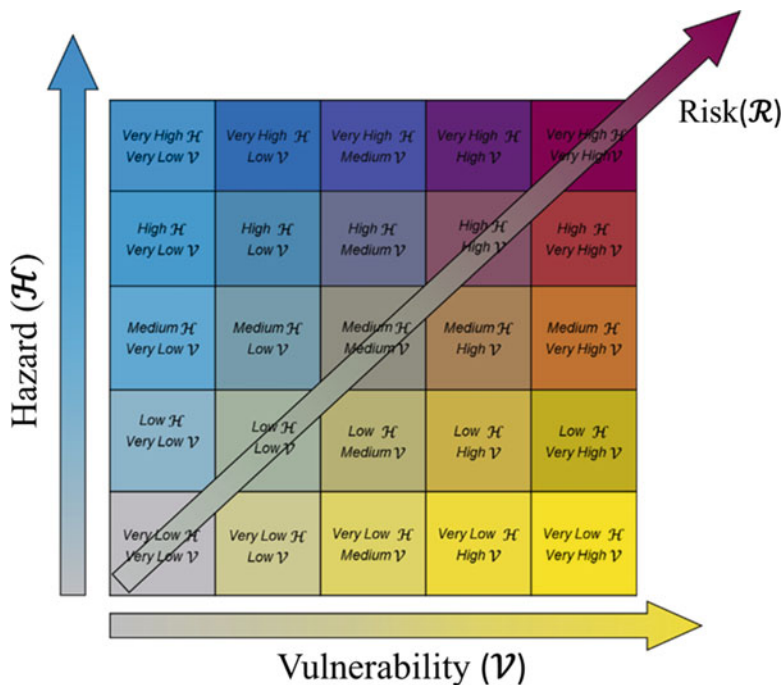 Risk(ℛ)
Very High ℋ
Very Low 𝒱
Very High ℋ
Low 𝒱
Very High ℋ
Medium 𝒱
Very High ℋ
High 𝒱
Very High ℋ
Very High 𝒱
High ℋ
Very Low 𝒱
High ℋ
Low 𝒱
High ℋ
Medium 𝒱
High ℋ
High 𝒱
High ℋ
Very High 𝒱
Medium ℋ
Very Low 𝒱
Medium ℋ
Low 𝒱
Medium ℋ
Medium 𝒱
Medium ℋ
High 𝒱
Medium ℋ
Very High 𝒱
Low ℋ
Very Low 𝒱
Low ℋ
Low 𝒱
Low ℋ
Medium 𝒱
Low ℋ
High 𝒱
Low ℋ
Very High 𝒱
Very Low ℋ
Very Low 𝒱
Very Low ℋ
Low 𝒱
Very Low ℋ
Medium 𝒱
Very Low ℋ
High 𝒱
Very Low ℋ
Very High 𝒱
Hazard (ℋ)
Vulnerability (𝒱)